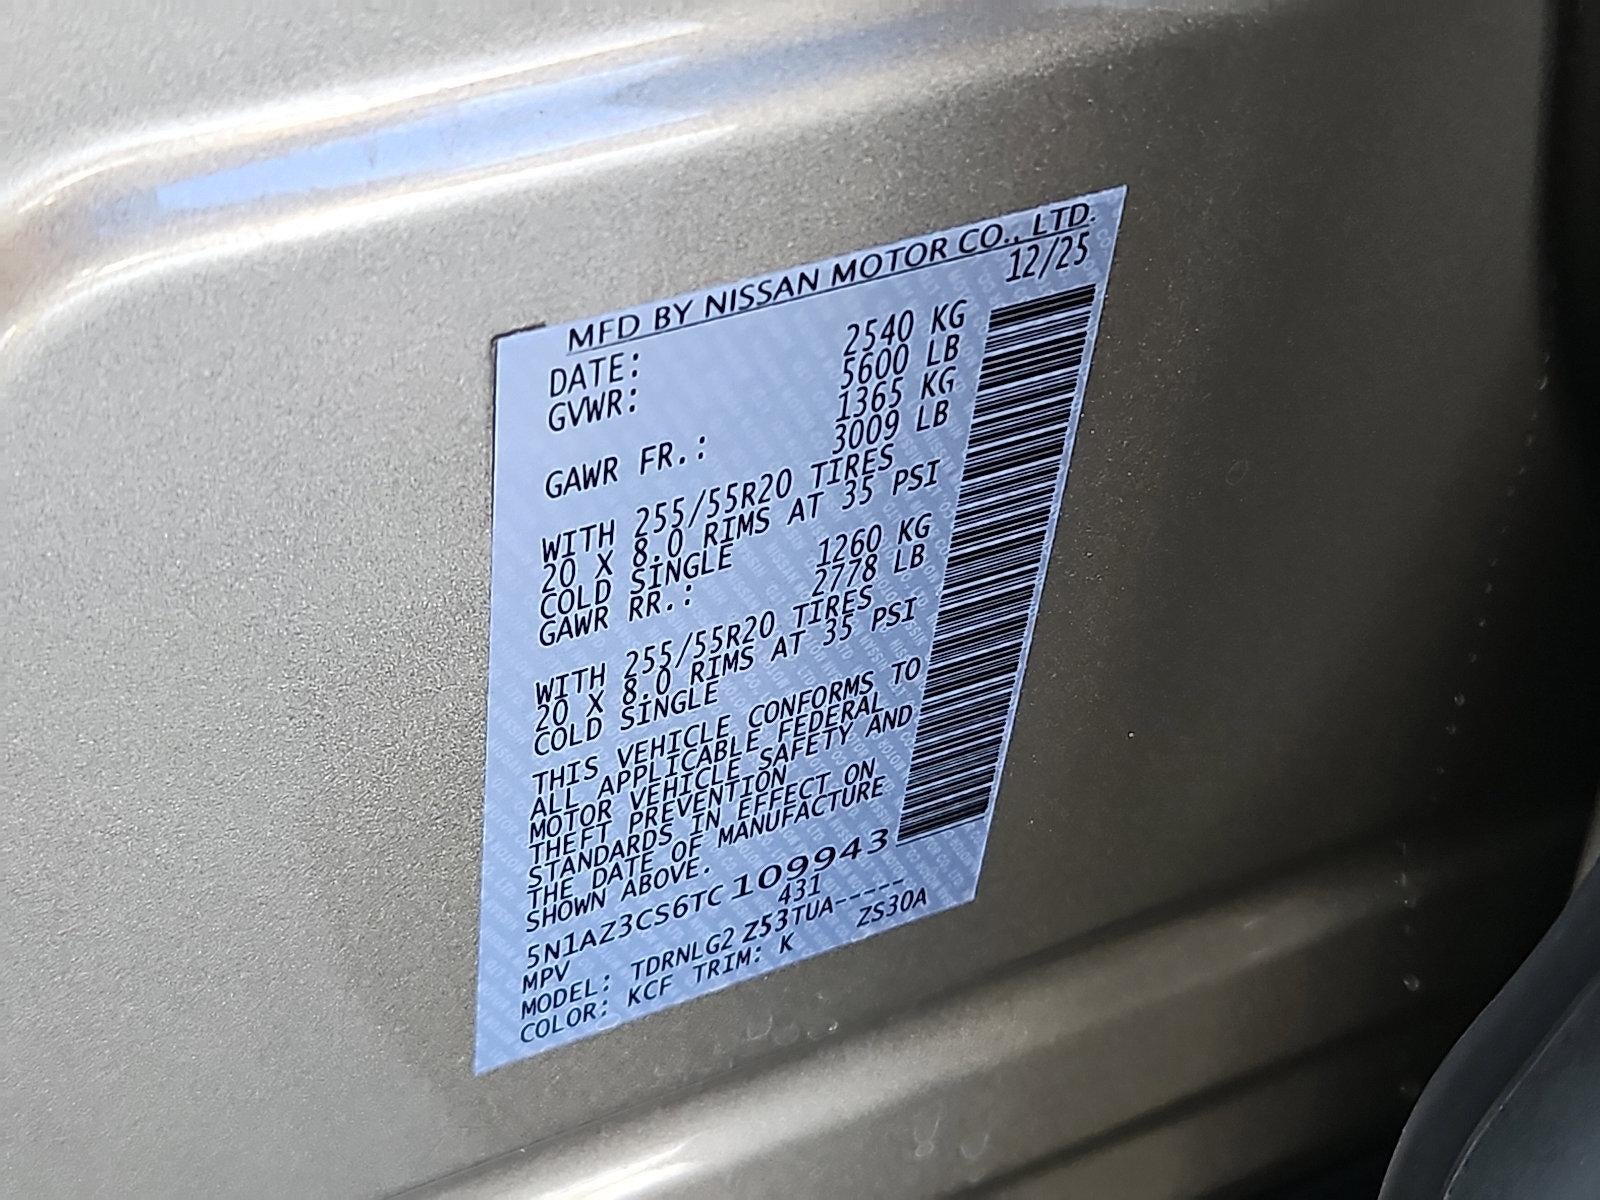 MFD BY NISSAN MOTOR CO., LTD.
DATE: 12/25
GVWR: 2540 KG
5600 LB
GAWR FR.: 1365 KG
3009 LB
WITH 255/55R20 TIRES
20 X 8.0 RIMS AT 35 PSI
COLD SINGLE
GAWR RR.: 1260 KG
2778 LB
WITH 255/55R20 TIRES
20 X 8.0 RIMS AT 35 PSI
COLD SINGLE
THIS VEHICLE CONFORMS TO
ALL APPLICABLE FEDERAL
MOTOR VEHICLE SAFETY AND
THEFT PREVENTION
STANDARDS IN EFFECT ON
THE DATE OF MANUFACTURE
SHOWN ABOVE.
5N1AZ3CS6TC109943
MPV 431
MODEL: TDRNLG2 Z53TUA-----
COLOR: KCF TRIM: K ZS30A